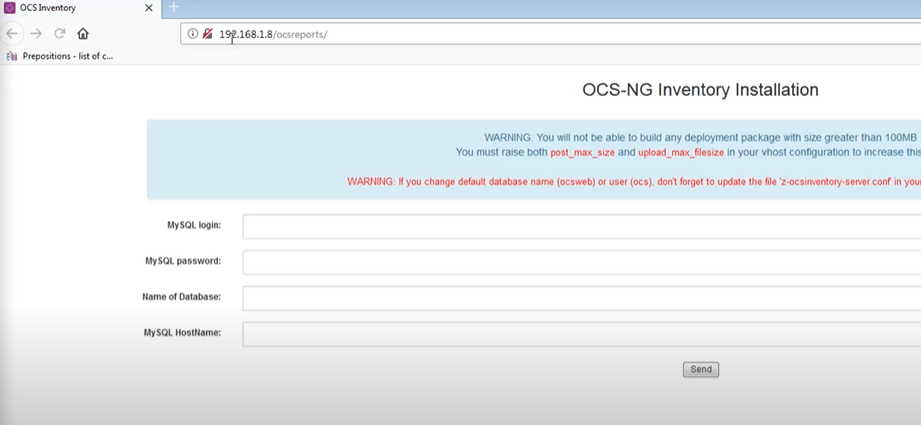 OCS Inventory
192.168.1.8/ocsreports/
Prepositions - list of c...
OCS-NG Inventory Installation
WARNING: You will not be able to build any deployment package with size greater than 100MB
You must raise both post_max_size and upload_max_filesize in your vhost configuration to increase this
WARNING: If you change default database name (ocsweb) or user (ocs), don't forget to update the file 'z-ocsinventory-server.conf' in your
MySQL login:
MySQL password:
Name of Database:
MySQL HostName:
Send